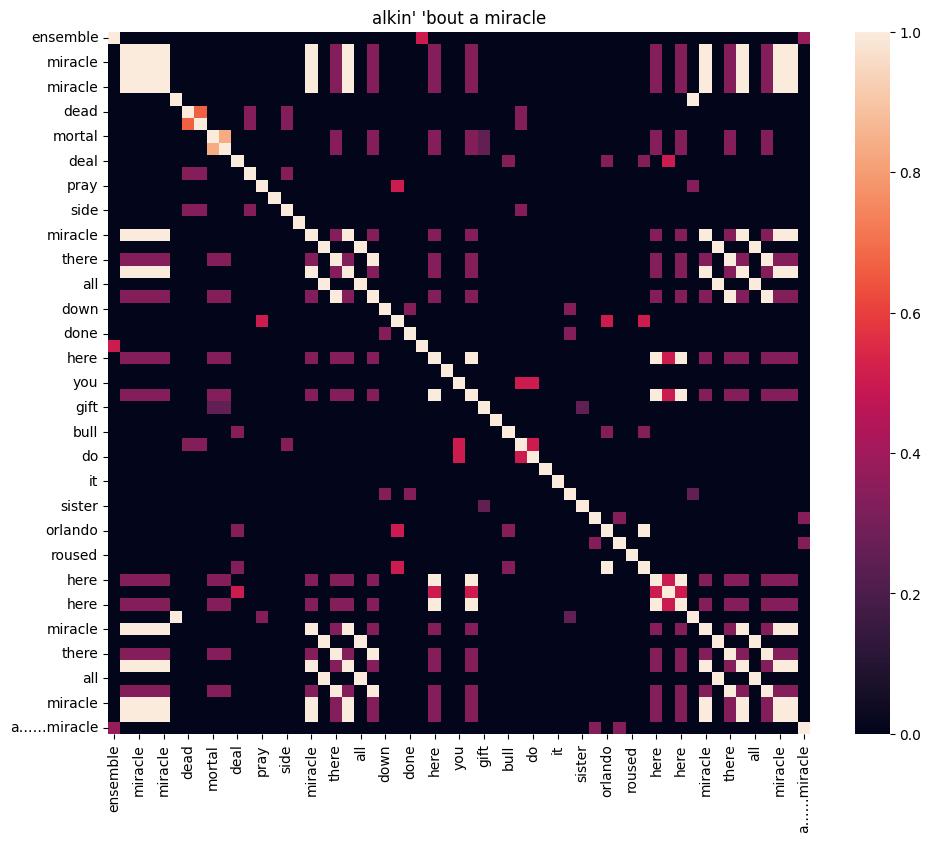 alkin' 'bout a miracle
ensemble
miracle
miracle
dead
mortal
deal
pray
side
miracle
there
all
down
done
here
you
gift
bull
do
it
sister
orlando
roused
here
here
miracle
there
all
miracle
a......miracle
ensemble
miracle
miracle
dead
mortal
deal
pray
side
miracle
there
all
down
done
here
you
gift
bull
do
it
sister
orlando
roused
here
here
miracle
there
all
miracle
a......miracle
1.0
0.8
0.6
0.4
0.2
0.0